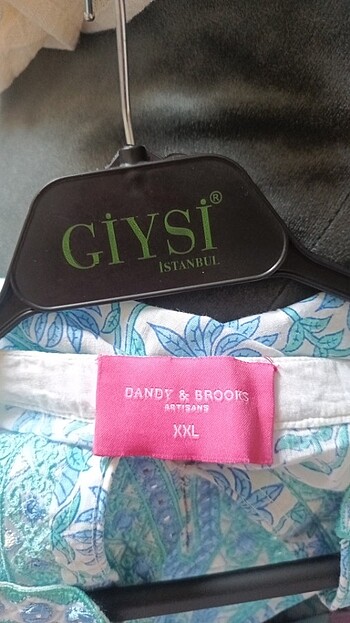 GİYSİ®
İSTANBUL
DANDY & BROOKS
ARTISANS
XXL